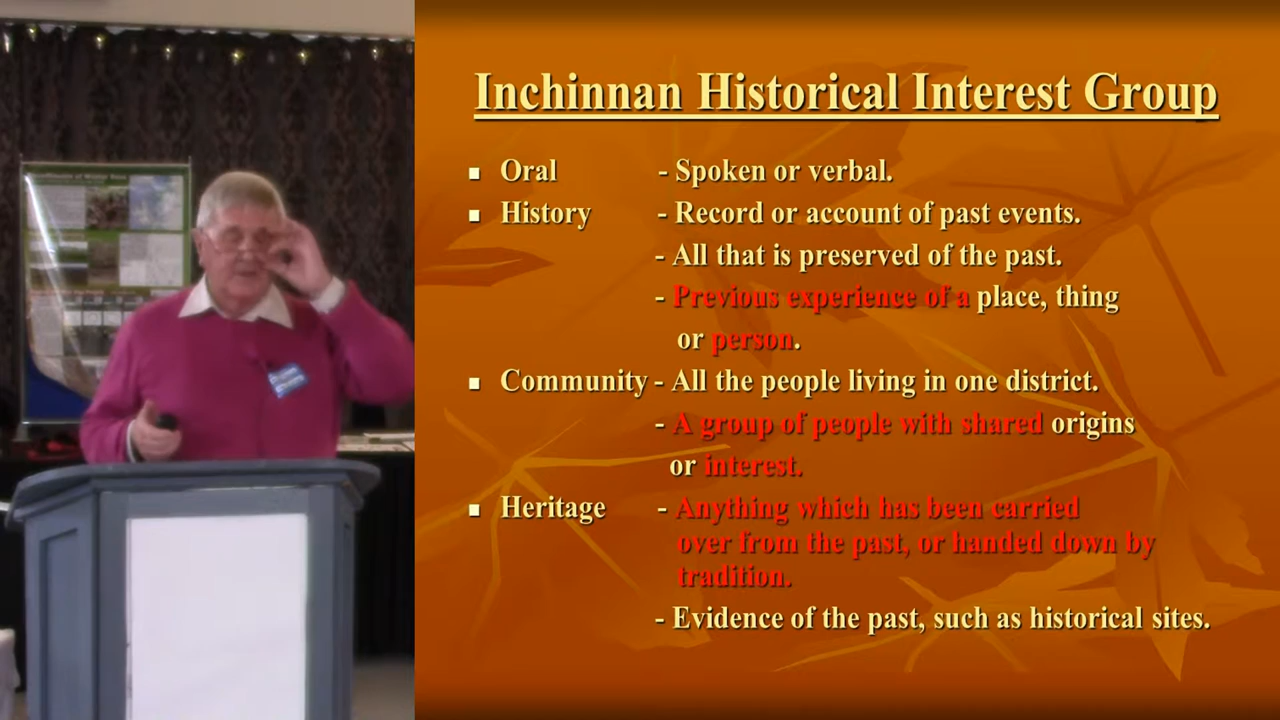 Inchinnan Historical Interest Group
Oral - Spoken or verbal.
History - Record or account of past events.
- All that is preserved of the past.
- Previous experience of a place, thing
or person.
Community - All the people living in one district.
- A group of people with shared origins
or interest.
Heritage - Anything which has been carried
over from the past, or handed down by
tradition.
- Evidence of the past, such as historical sites.